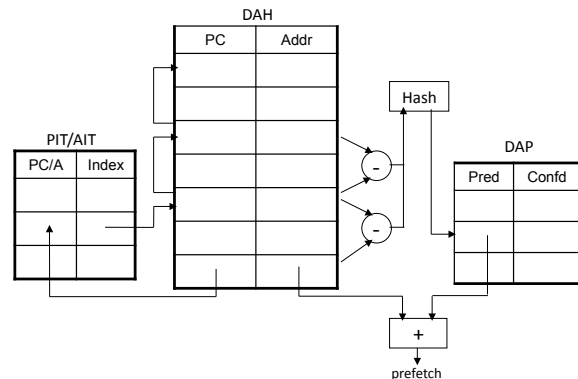 DAH
PC Addr
Hash
PIT/AIT
PC/A Index
DAP
Pred Confd
-
-
+
prefetch